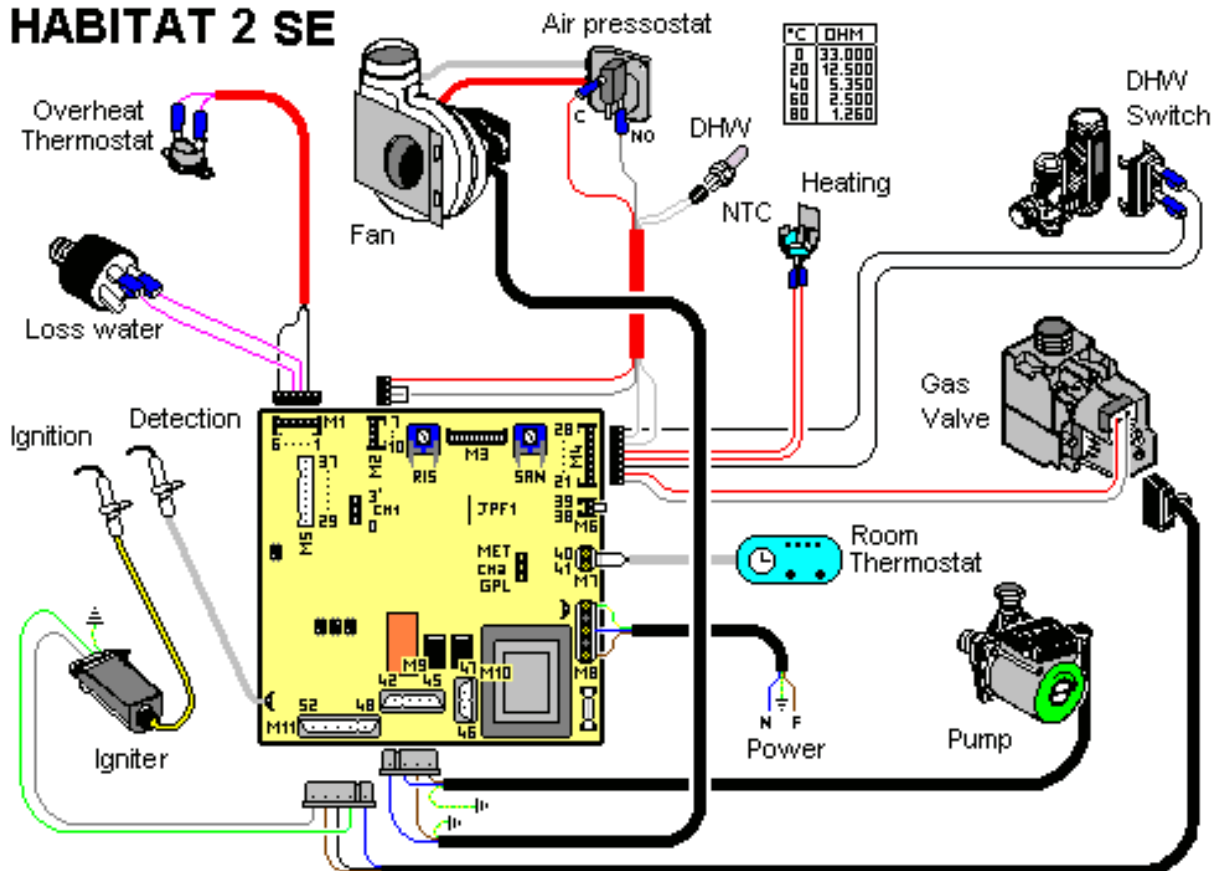 HABITAT 2 SE
Air pressostat
°C OHM
0 33.000
20 12.500
40 5.350
60 2.500
80 1.260
DHW
Switch
Overheat
Thermostat
C
NO
DHW
Heating
NTC
Fan
Loss water
Gas
Valve
Detection
Ignition
M1
6 ..... 1
7
10
M2
RIS
M3
SAN
28
21
M4
37
29
M5
3'
CH1
0
JPF1
39
38
M6
MET
CH2
GPL
40
41
M7
Room
Thermostat
M9
42
45
47
M10
46
M8
52
48
M11
N F
Power
Pump
Igniter